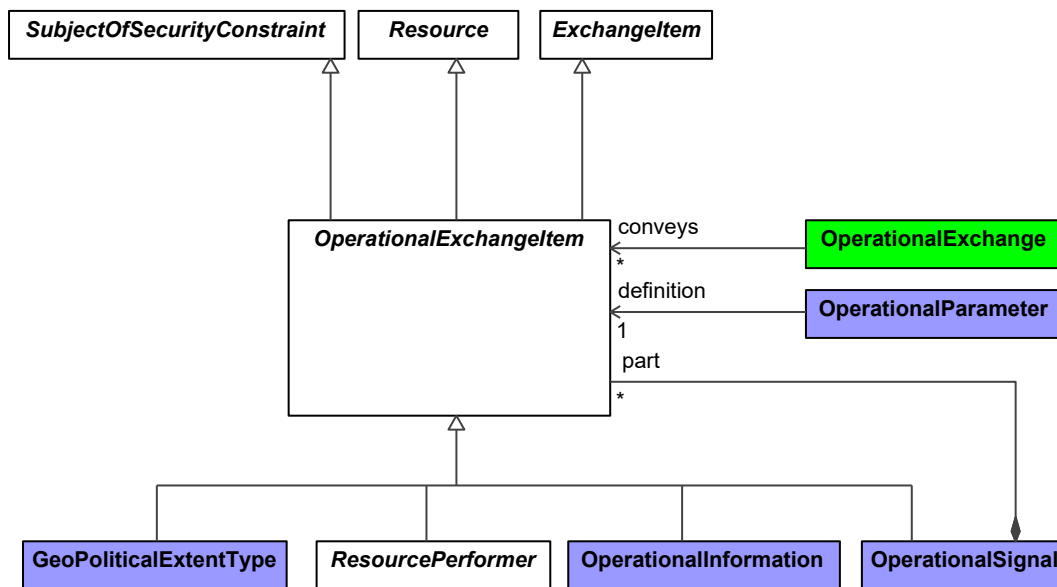 SubjectOfSecurityConstraint
Resource
ExchangeItem
OperationalExchangeItem
conveys
*
OperationalExchange
definition
1
OperationalParameter
part
*
GeoPoliticalExtentType
ResourcePerformer
OperationalInformation
OperationalSignal